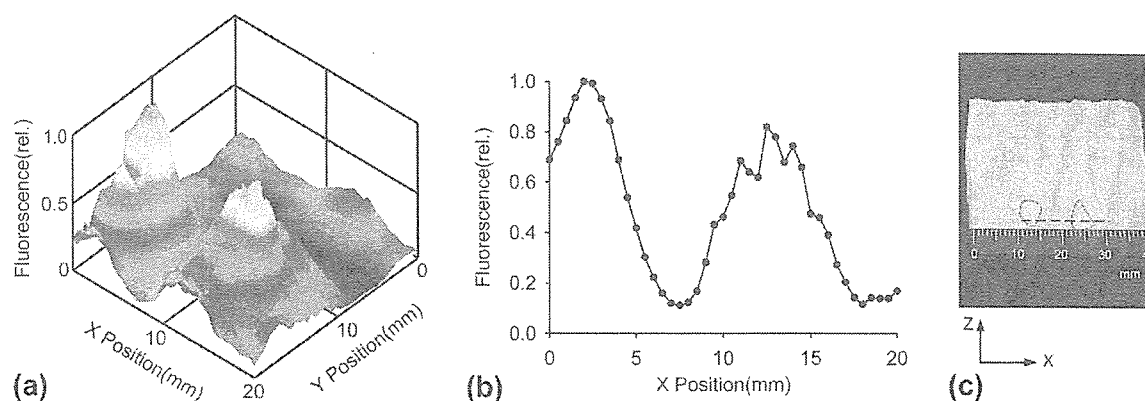 Fluorescence(rel.)
1.0
0.5
0
X Position(mm)
10
20
Y Position(mm)
10
0
(a)
Fluorescence(rel.)
1.0
0.8
0.6
0.4
0.2
0.0
0
5
10
15
20
X Position(mm)
(b)
0
10
20
30
mm
Z
X
(c)